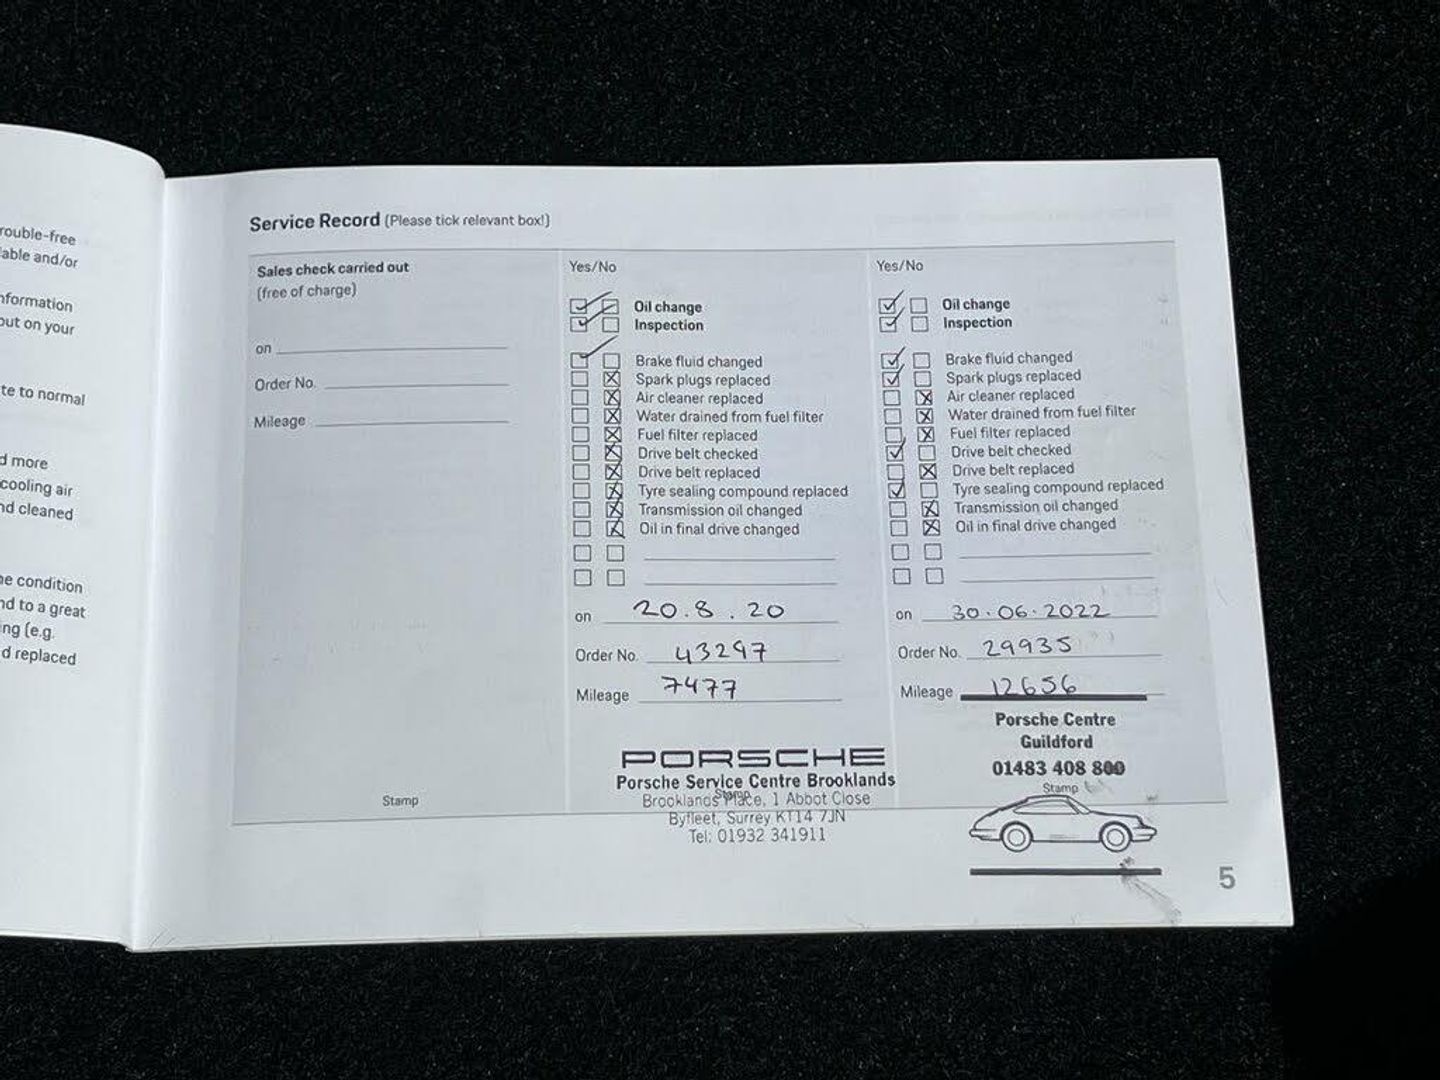 rouble-free
able and/or
nformation
out on your
te to normal
d more
cooling air
nd cleaned
ne condition
nd to a great
ing (e.g.
d replaced
Service Record (Please tick relevant box!)
Sales check carried out
(free of charge)
on
Order No.
Mileage
Stamp
Yes/No
Oil change
Inspection
Brake fluid changed
Spark plugs replaced
Air cleaner replaced
Water drained from fuel filter
Fuel filter replaced
Drive belt checked
Drive belt replaced
Tyre sealing compound replaced
Transmission oil changed
Oil in final drive changed
on 20.8.20
Order No. 43297
Mileage 7477
PORSCHE
Porsche Service Centre Brooklands
Stamp
Brooklands Place, 1 Abbot Close
Byfleet, Surrey KT14 7JN
Tel: 01932 341911
Yes/No
Oil change
Inspection
Brake fluid changed
Spark plugs replaced
Air cleaner replaced
Water drained from fuel filter
Fuel filter replaced
Drive belt checked
Drive belt replaced
Tyre sealing compound replaced
Transmission oil changed
Oil in final drive changed
on 30.06.2022
Order No. 29935
Mileage 12656
Porsche Centre
Guildford
01483 408 800
Stamp
5